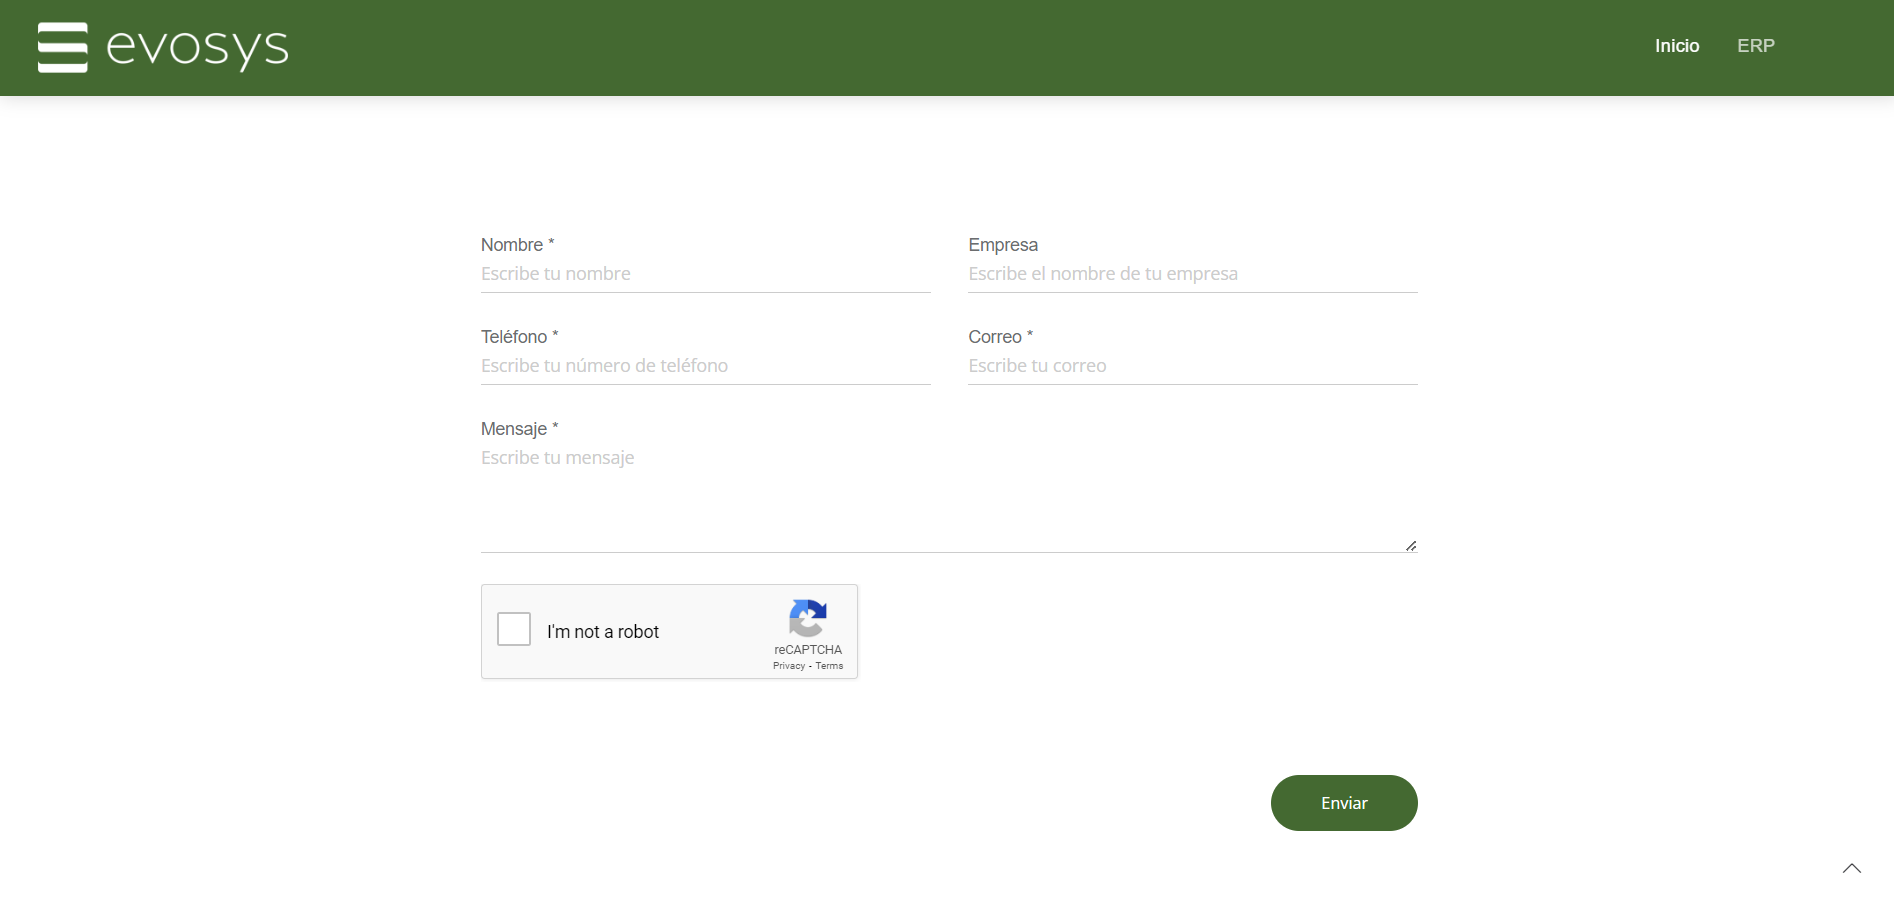 evosys
Inicio ERP
Nombre *
Escribe tu nombre
Empresa
Escribe el nombre de tu empresa
Teléfono *
Escribe tu número de teléfono
Correo *
Escribe tu correo
Mensaje *
Escribe tu mensaje
I'm not a robot
reCAPTCHA
Privacy - Terms
Enviar